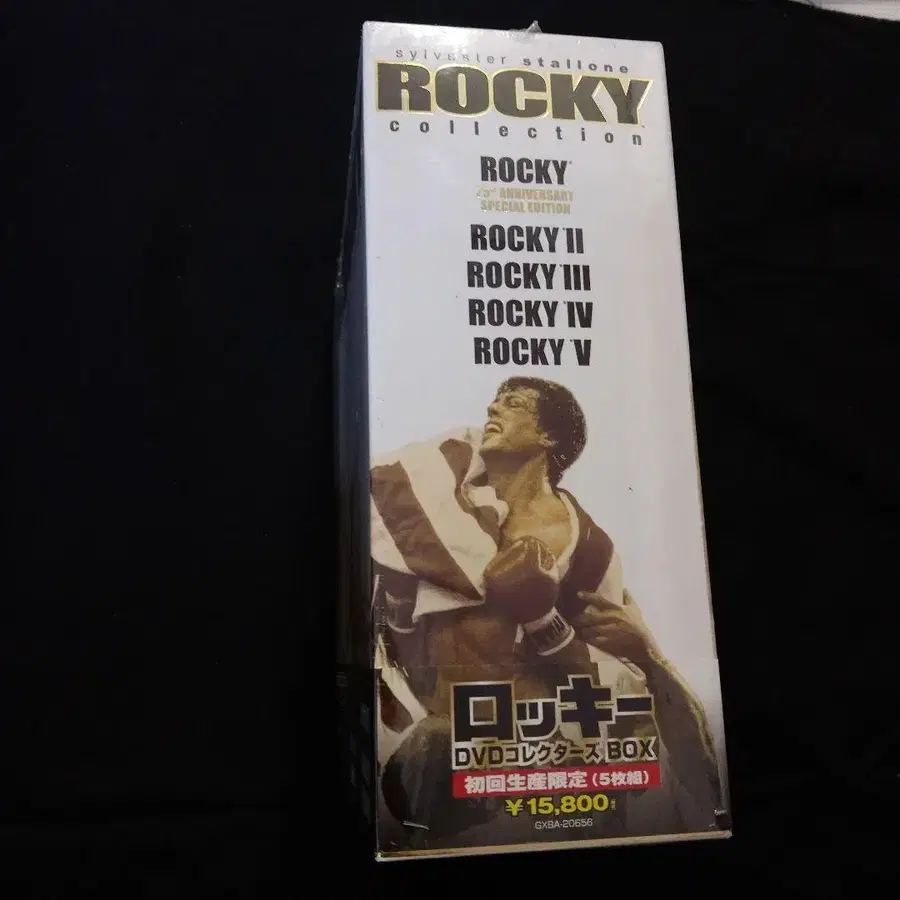 sylvester stallone
ROCKY
collection
ROCKY
25th ANNIVERSARY
SPECIAL EDITION
ROCKY II
ROCKY III
ROCKY IV
ROCKY V
ロッキー
DVDコレクターズ BOX
初回生産限定（5枚組）
¥15,800
GXBA-20656